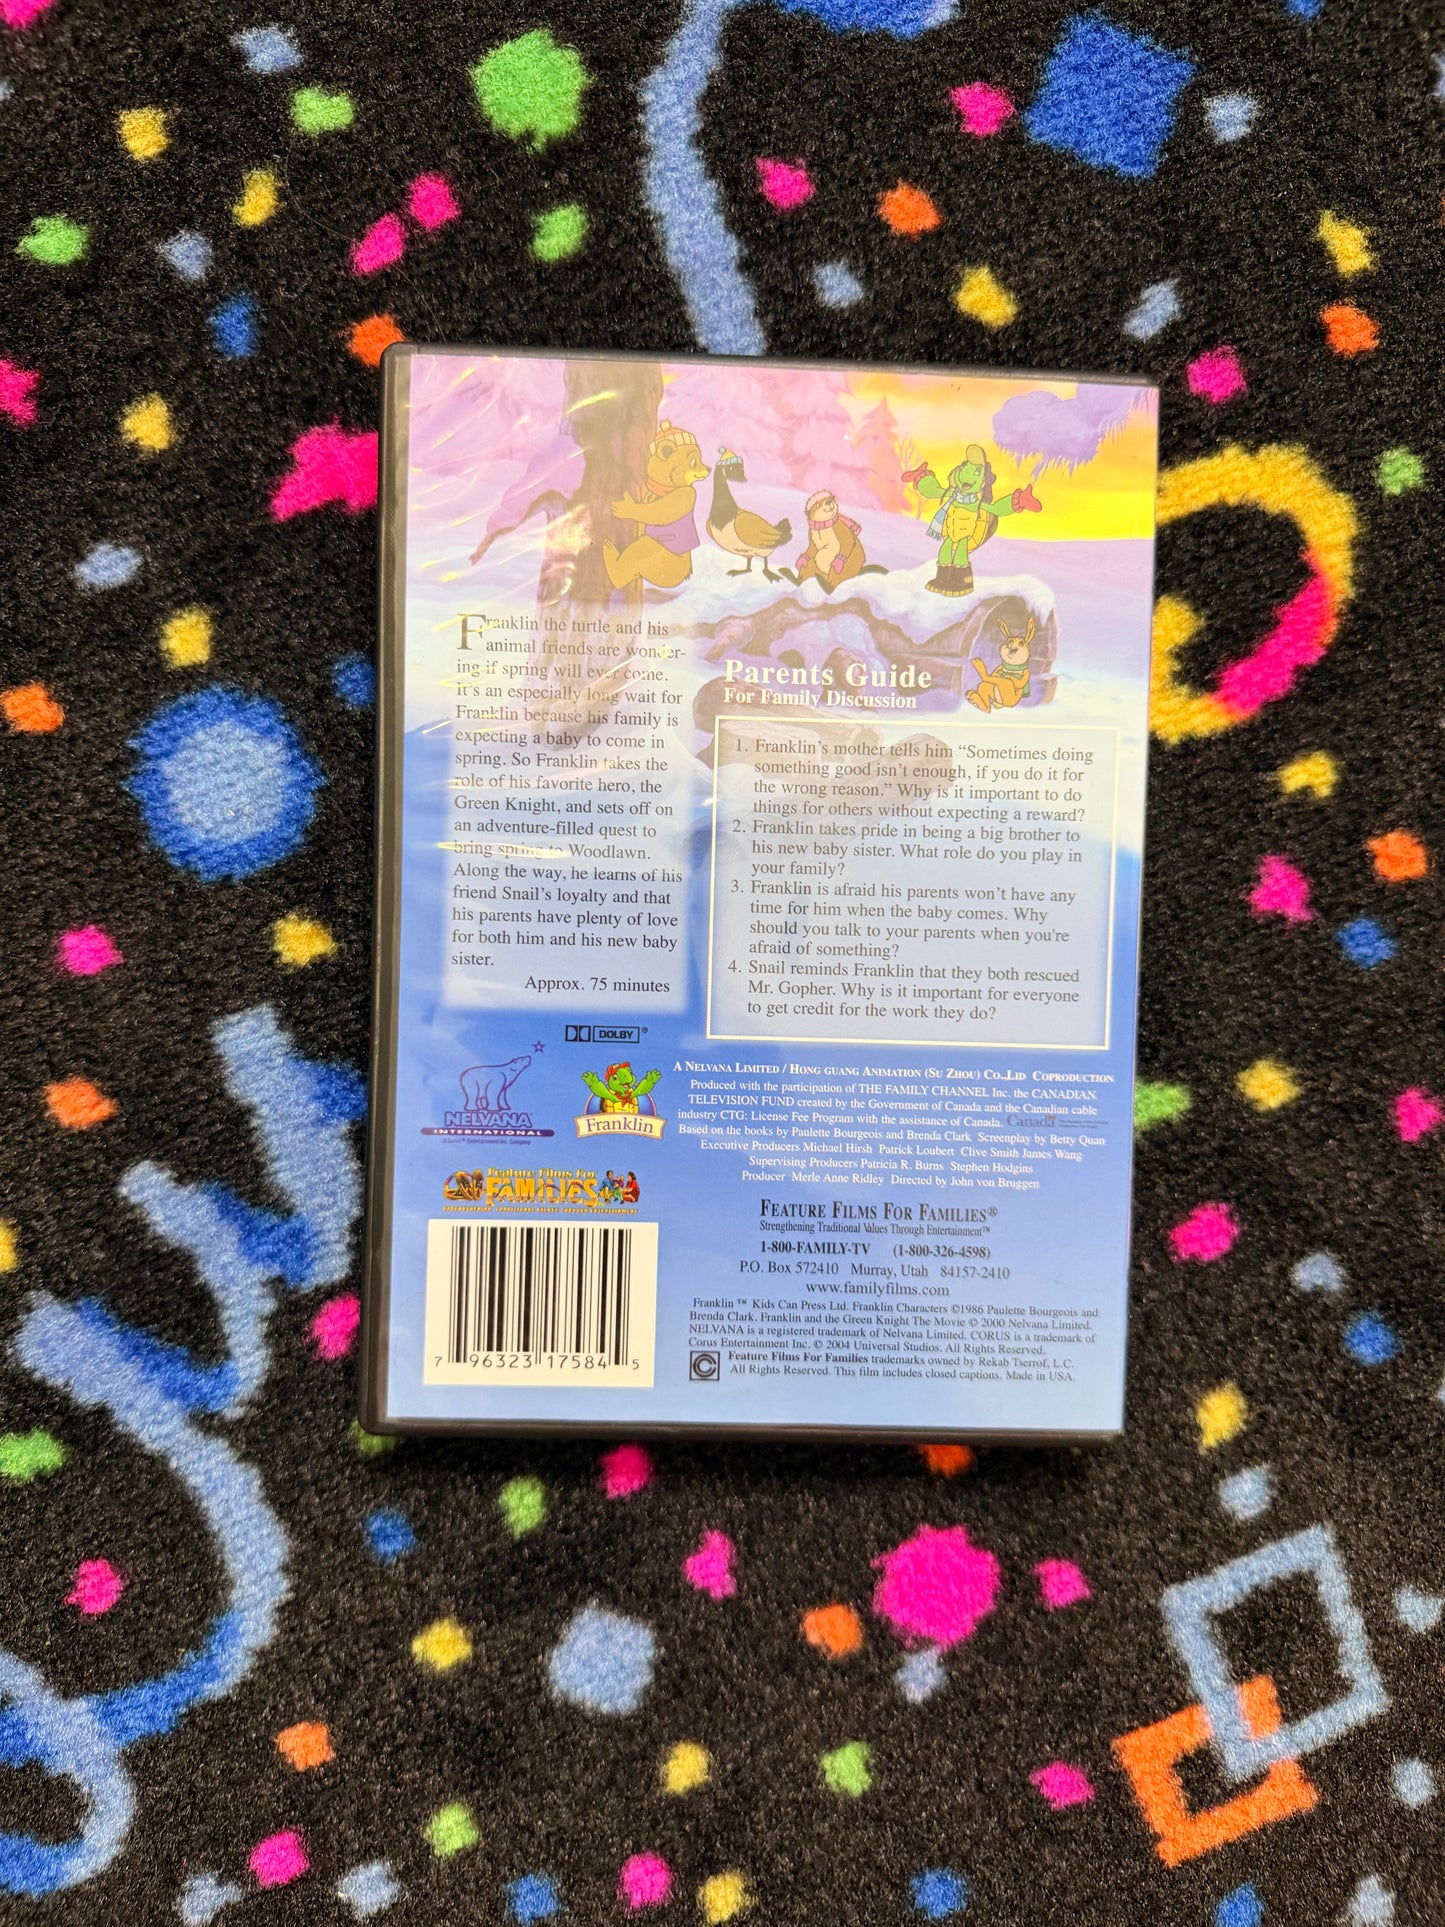 Franklin the turtle and his
animal friends are wonder-
ing if spring will ever come.
It's an especially long wait for
Franklin because his family is
expecting a baby to come in
spring. So Franklin takes the
role of his favorite hero, the
Green Knight, and sets off on
an adventure-filled quest to
bring spring to Woodlawn.
Along the way, he learns of his
friend Snail's loyalty and that
his parents have plenty of love
for both him and his new baby
sister.
Approx. 75 minutes
Parents Guide
For Family Discussion
1. Franklin's mother tells him “Sometimes doing
something good isn't enough, if you do it for
the wrong reason.” Why is it important to do
things for others without expecting a reward?
2. Franklin takes pride in being a big brother to
his new baby sister. What role do you play in
your family?
3. Franklin is afraid his parents won't have any
time for him when the baby comes. Why
should you talk to your parents when you're
afraid of something?
4. Snail reminds Franklin that they both rescued
Mr. Gopher. Why is it important for everyone
to get credit for the work they do?
DOLBY®
NELVANA™
INTERNATIONAL
A Corus® Entertainment Inc. Company
Franklin
Feature Films For
FAMILIES
STRENGTHENING TRADITIONAL VALUES THROUGH ENTERTAINMENT
A NELVANA LIMITED / HONG GUANG ANIMATION (SU ZHOU) CO.,LTD COPRODUCTION
Produced with the participation of THE FAMILY CHANNEL Inc. the CANADIAN
TELEVISION FUND created by the Government of Canada and the Canadian cable
industry CTG: License Fee Program with the assistance of Canada. Canada
Based on the books by Paulette Bourgeois and Brenda Clark Screenplay by Betty Quan
Executive Producers Michael Hirsh Patrick Loubert Clive Smith James Wang
Supervising Producers Patricia R. Burns Stephen Hodgins
Producer Merle Anne Ridley Directed by John von Bruggen
FEATURE FILMS FOR FAMILIES®
Strengthening Traditional Values Through Entertainment™
1-800-FAMILY-TV (1-800-326-4598)
P.O. Box 572410 Murray, Utah 84157-2410
www.familyfilms.com
Franklin ™ Kids Can Press Ltd. Franklin Characters ©1986 Paulette Bourgeois and
Brenda Clark. Franklin and the Green Knight The Movie © 2000 Nelvana Limited.
NELVANA is a registered trademark of Nelvana Limited. CORUS is a trademark of
Corus Entertainment Inc. © 2004 Universal Studios. All Rights Reserved.
Feature Films For Families trademarks owned by Rekab Tserrof, L.C.
All Rights Reserved. This film includes closed captions. Made in USA.
7 96323 17584 5